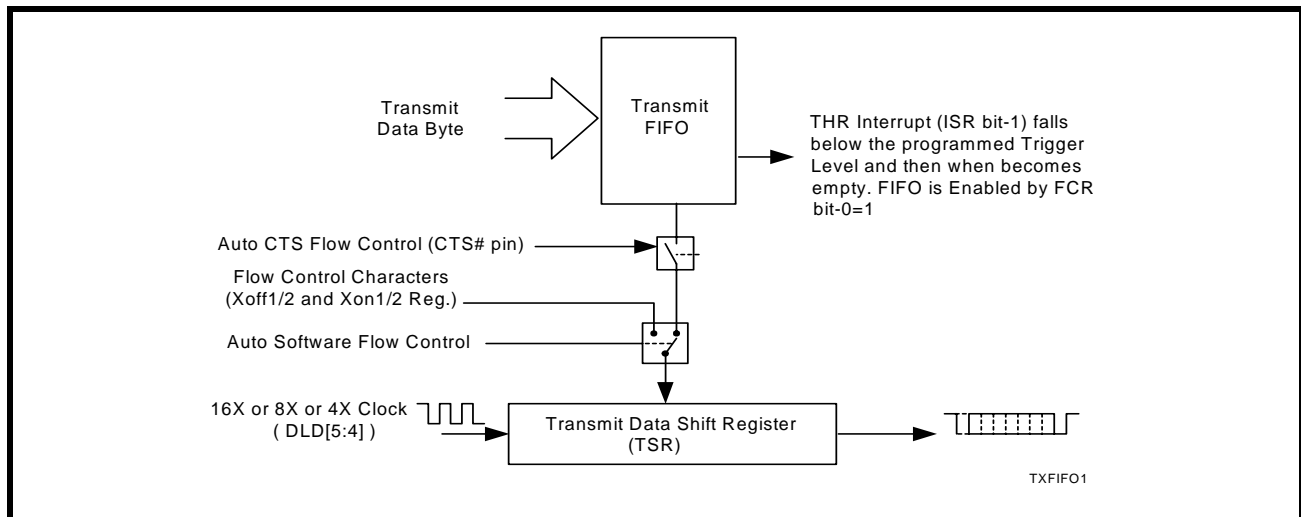 Transmit
Data Byte
Transmit
FIFO
THR Interrupt (ISR bit-1) falls
below the programmed Trigger
Level and then when becomes
empty. FIFO is Enabled by FCR
bit-0=1
Auto CTS Flow Control (CTS# pin)
Flow Control Characters
(Xoff1/2 and Xon1/2 Reg.)
Auto Software Flow Control
16X or 8X or 4X Clock
( DLD[5:4] )
Transmit Data Shift Register
(TSR)
TXFIFO1